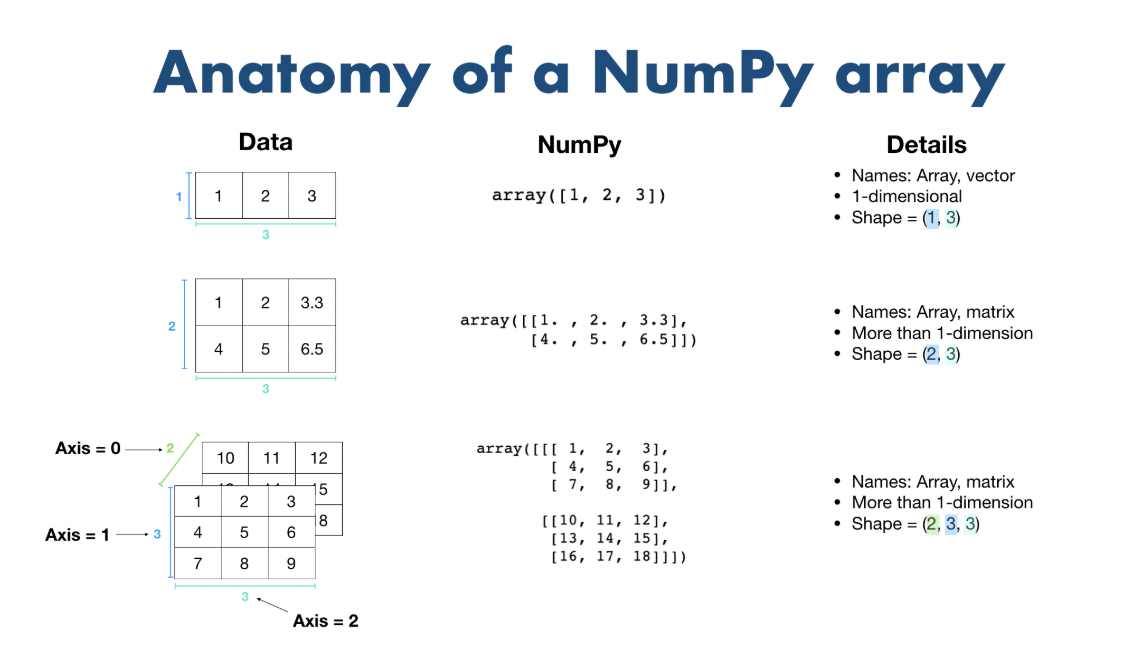 Anatomy of a NumPy array
Data
NumPy
Details
1
1 2 3
3
array([1, 2, 3])
• Names: Array, vector
• 1-dimensional
• Shape = (1, 3)
2
1 2 3.3
4 5 6.5
3
array([[1. , 2. , 3.3],
[4. , 5. , 6.5]])
• Names: Array, matrix
• More than 1-dimension
• Shape = (2, 3)
Axis = 0
2
10 11 12
15
8
Axis = 1
3
1 2 3
4 5 6
7 8 9
3
Axis = 2
array([[[ 1, 2, 3],
[ 4, 5, 6],
[ 7, 8, 9]],
[[10, 11, 12],
[13, 14, 15],
[16, 17, 18]]])
• Names: Array, matrix
• More than 1-dimension
• Shape = (2, 3, 3)